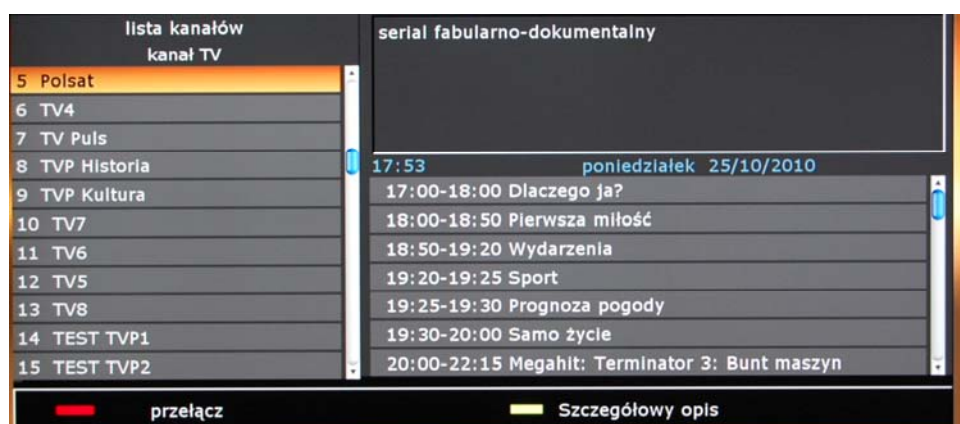 lista kanałów
kanał TV
5 Polsat
6 TV4
7 TV Puls
8 TVP Historia
9 TVP Kultura
10 TV7
11 TV6
12 TV5
13 TV8
14 TEST TVP1
15 TEST TVP2
serial fabularno-dokumentalny
17:53 poniedziałek 25/10/2010
17:00-18:00 Dlaczego ja?
18:00-18:50 Pierwsza miłość
18:50-19:20 Wydarzenia
19:20-19:25 Sport
19:25-19:30 Prognoza pogody
19:30-20:00 Samo życie
20:00-22:15 Megahit: Terminator 3: Bunt maszyn
przełącz
Szczegółowy opis